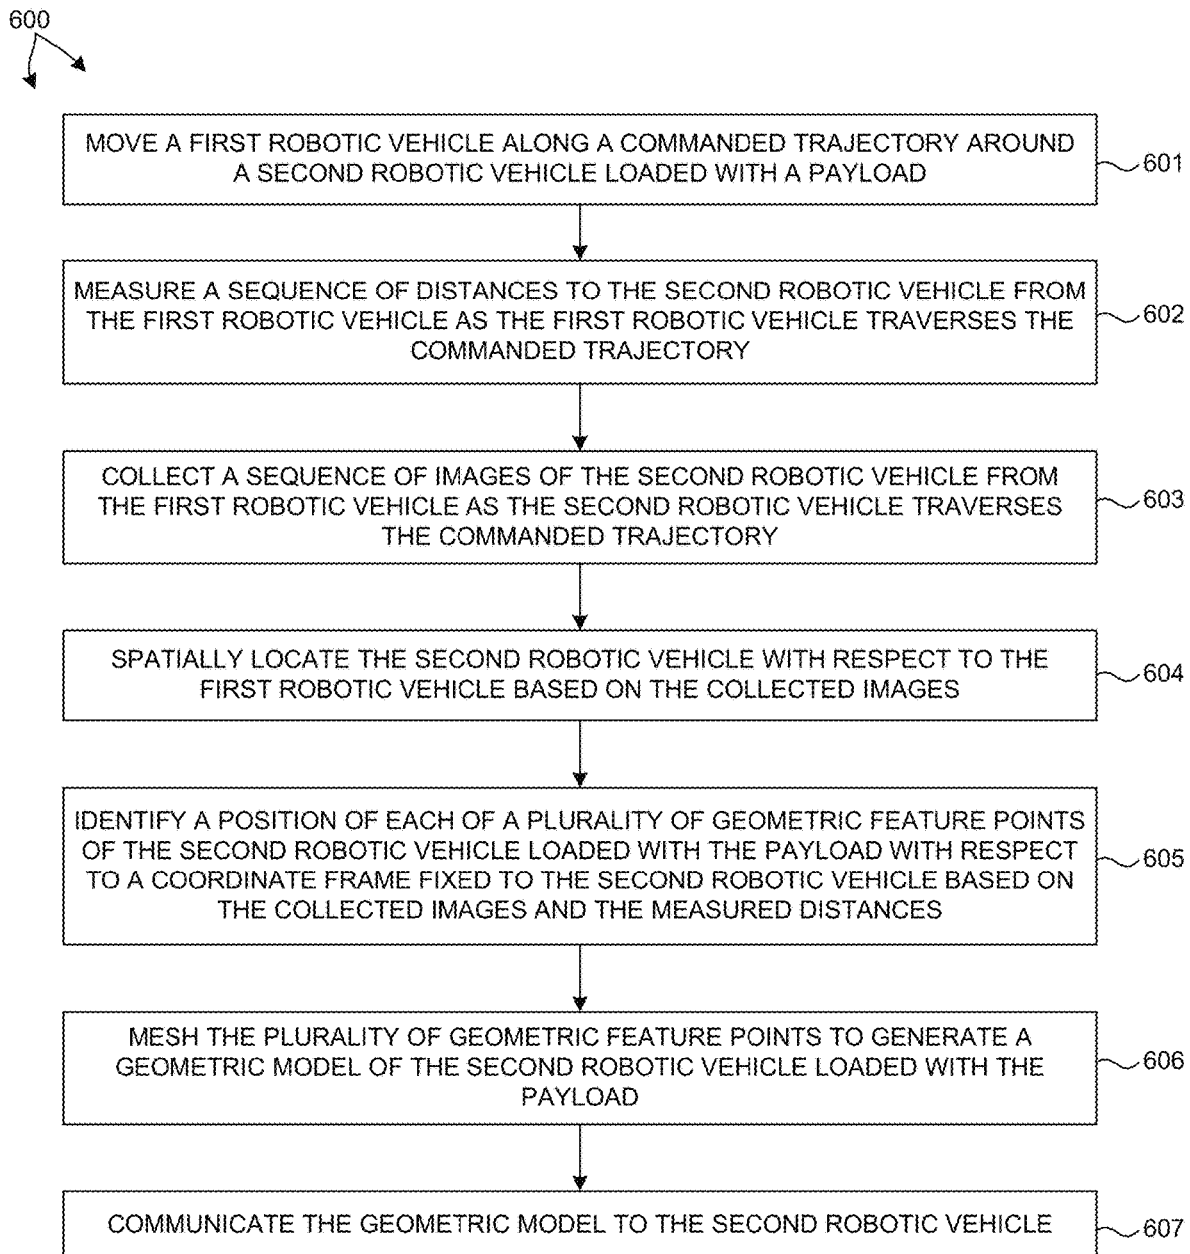 600
MOVE A FIRST ROBOTIC VEHICLE ALONG A COMMANDED TRAJECTORY AROUND
A SECOND ROBOTIC VEHICLE LOADED WITH A PAYLOAD
601
MEASURE A SEQUENCE OF DISTANCES TO THE SECOND ROBOTIC VEHICLE FROM
THE FIRST ROBOTIC VEHICLE AS THE FIRST ROBOTIC VEHICLE TRAVERSES THE
COMMANDED TRAJECTORY
602
COLLECT A SEQUENCE OF IMAGES OF THE SECOND ROBOTIC VEHICLE FROM
THE FIRST ROBOTIC VEHICLE AS THE SECOND ROBOTIC VEHICLE TRAVERSES
THE COMMANDED TRAJECTORY
603
SPATIALLY LOCATE THE SECOND ROBOTIC VEHICLE WITH RESPECT TO THE
FIRST ROBOTIC VEHICLE BASED ON THE COLLECTED IMAGES
604
IDENTIFY A POSITION OF EACH OF A PLURALITY OF GEOMETRIC FEATURE POINTS
OF THE SECOND ROBOTIC VEHICLE LOADED WITH THE PAYLOAD WITH RESPECT
TO A COORDINATE FRAME FIXED TO THE SECOND ROBOTIC VEHICLE BASED ON
THE COLLECTED IMAGES AND THE MEASURED DISTANCES
605
MESH THE PLURALITY OF GEOMETRIC FEATURE POINTS TO GENERATE A
GEOMETRIC MODEL OF THE SECOND ROBOTIC VEHICLE LOADED WITH THE
PAYLOAD
606
COMMUNICATE THE GEOMETRIC MODEL TO THE SECOND ROBOTIC VEHICLE
607